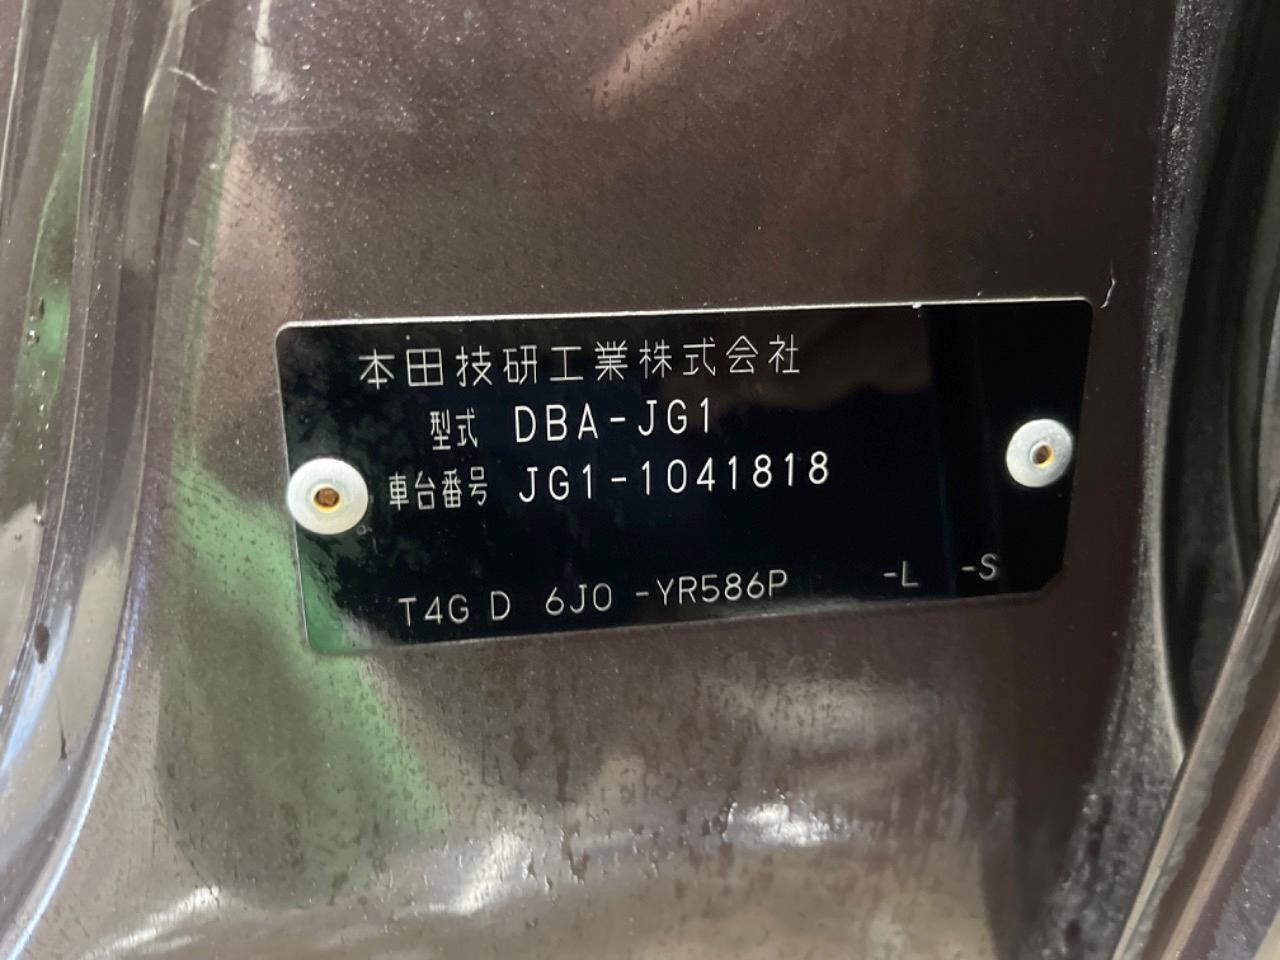 本田技研工業株式会社
型式 DBA-JG1
車台番号 JG1-1041818
T4G D 6J0 -YR586P -L -S